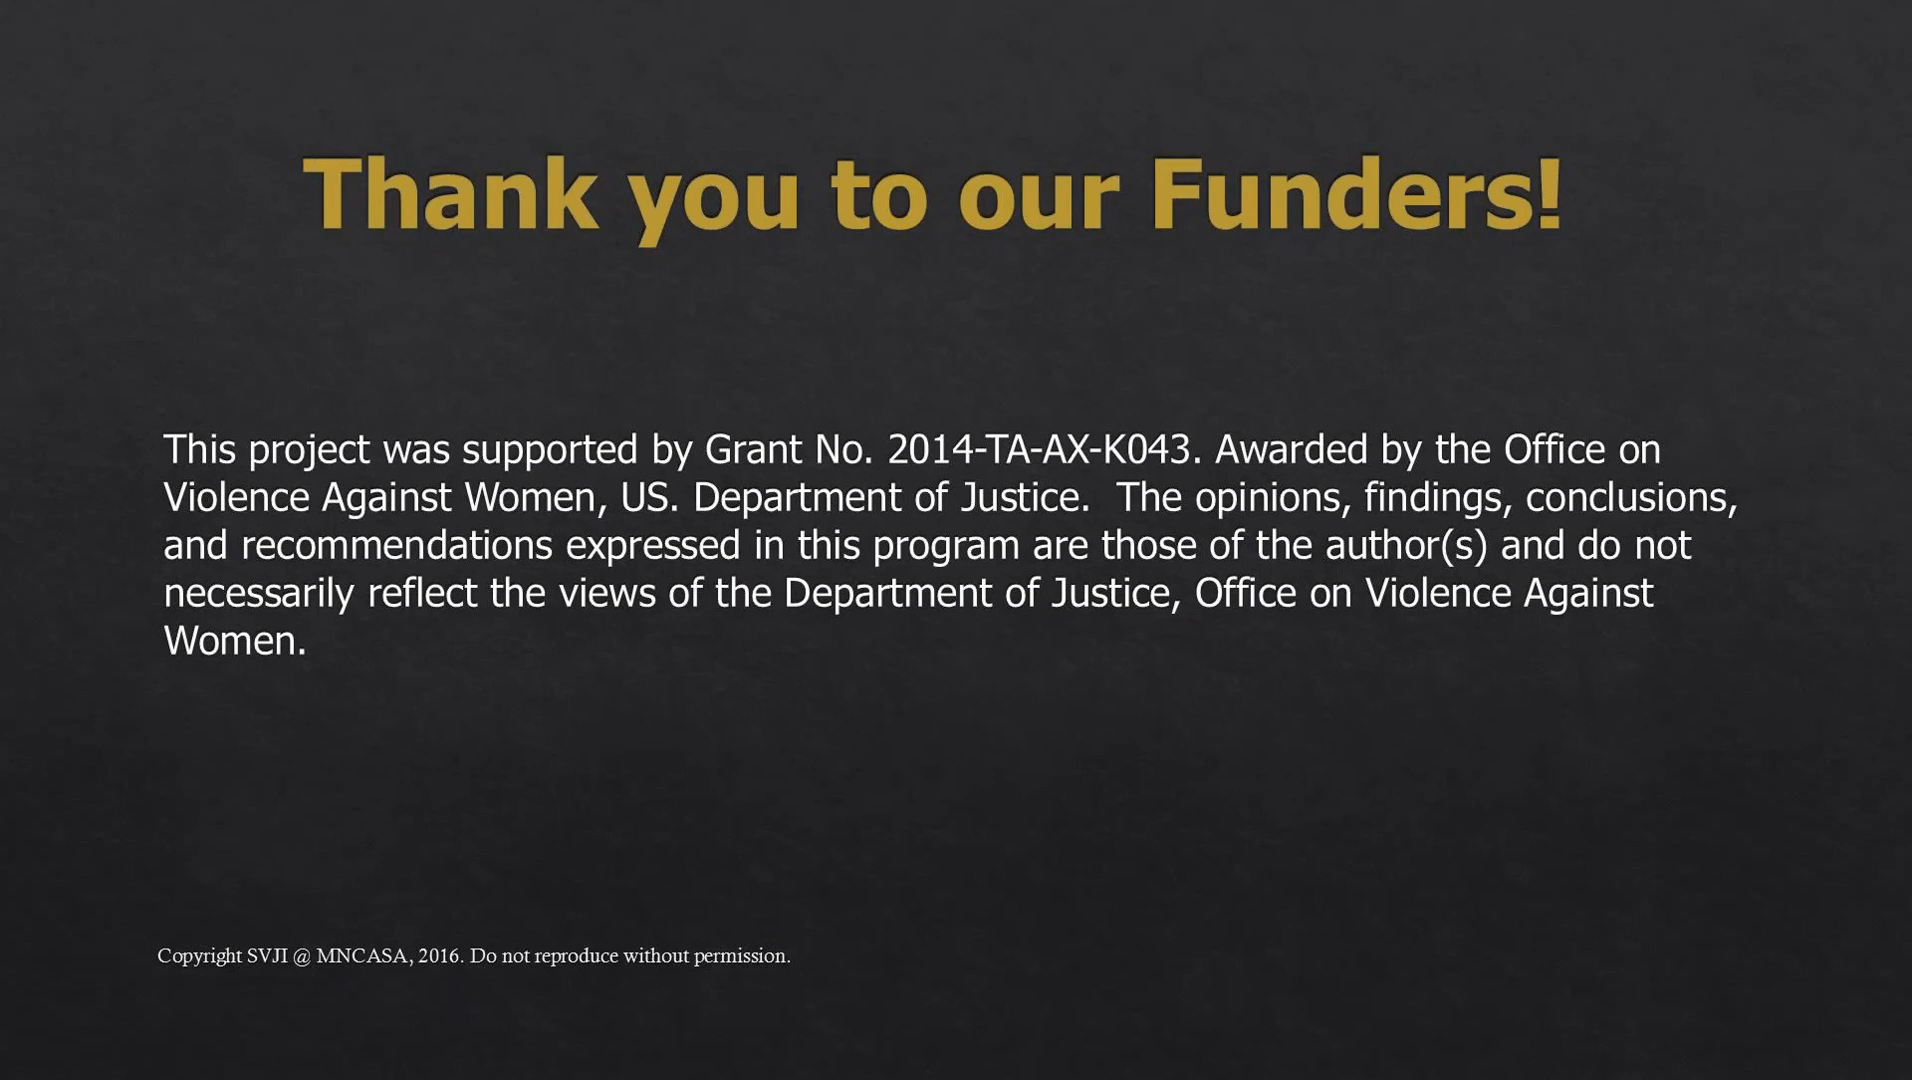 Thank you to our Funders!
This project was supported by Grant No. 2014-TA-AX-K043. Awarded by the Office on
Violence Against Women, US. Department of Justice.  The opinions, findings, conclusions,
and recommendations expressed in this program are those of the author(s) and do not
necessarily reflect the views of the Department of Justice, Office on Violence Against
Women.
Copyright SVJI @ MNCASA, 2016. Do not reproduce without permission.